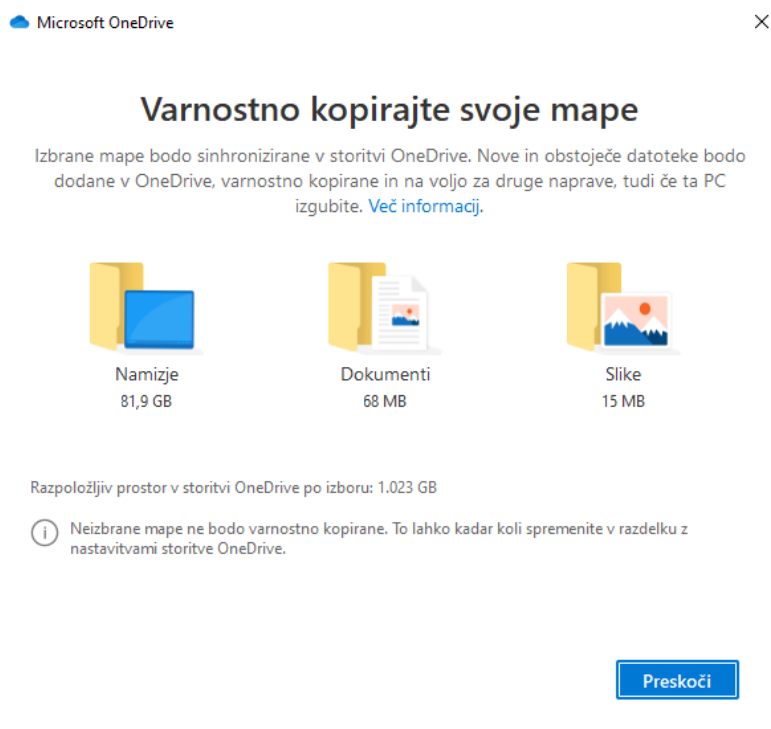 Microsoft OneDrive
Varnostno kopirajte svoje mape
Izbrane mape bodo sinhronizirane v storitvi OneDrive. Nove in obstoječe datoteke bodo
dodane v OneDrive, varnostno kopirane in na voljo za druge naprave, tudi če ta PC
izgubite. Več informacij.
Namizje
81,9 GB
Dokumenti
68 MB
Slike
15 MB
Razpoložljiv prostor v storitvi OneDrive po izboru: 1.023 GB
Neizbrane mape ne bodo varnostno kopirane. To lahko kadar koli spremenite v razdelku z
nastavitvami storitve OneDrive.
Preskoči